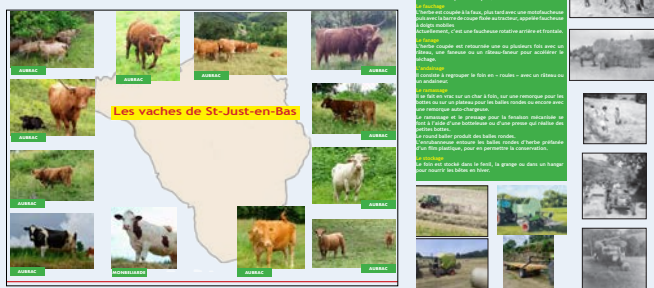 Les vaches de St-Just-en-Bas
AUBRAC
AUBRAC
AUBRAC
AUBRAC
AUBRAC
AUBRAC
AUBRAC
AUBRAC
AUBRAC
MONBELIARDE
AUBRAC
AUBRAC
Le fauchage
L'herbe est coupée à la faux, plus tard avec une motofaucheuse
puis avec la barre de coupe fixée au tracteur, appelée faucheuse
à doigts mobiles
Actuellement, c'est une faucheuse rotative arrière et frontale.
Le fanage
L'herbe coupée est retournée une ou plusieurs fois avec un
râteau, une faneuse ou un râteau-faneur pour accélérer le
séchage.
L'andainage
Il consiste à regrouper le foin en « roules » avec un râteau ou
un andaineur.
Le ramassage
Il se fait en vrac sur un char à foin, sur une remorque pour les
bottes ou sur un plateau pour les balles rondes ou encore avec
une remorque auto-chargeuse.
Le ramassage et le pressage pour la fenaison mécanisée se
font à l'aide d'une botteleuse ou d'une presse qui réalise des
petites bottes.
Le round baller produit des balles rondes.
L'enrubanneuse entoure les balles rondes d'herbe préfanée
d'un film plastique, pour en permettre la conservation.
Le stockage
Le foin est stocké dans le fenil, la grange ou dans un hangar
pour nourrir les bêtes en hiver.